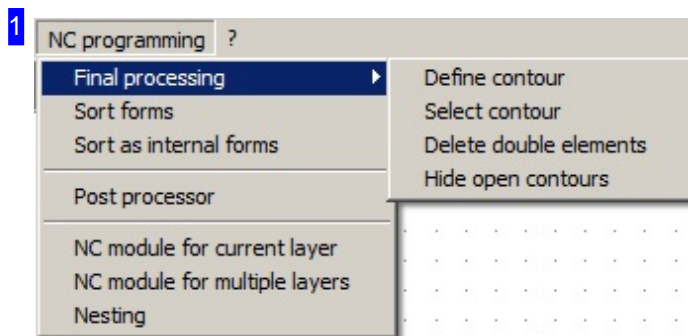 1
NC programming ?
Final processing
Sort forms
Sort as internal forms
Post processor
NC module for current layer
NC module for multiple layers
Nesting
Define contour
Select contour
Delete double elements
Hide open contours